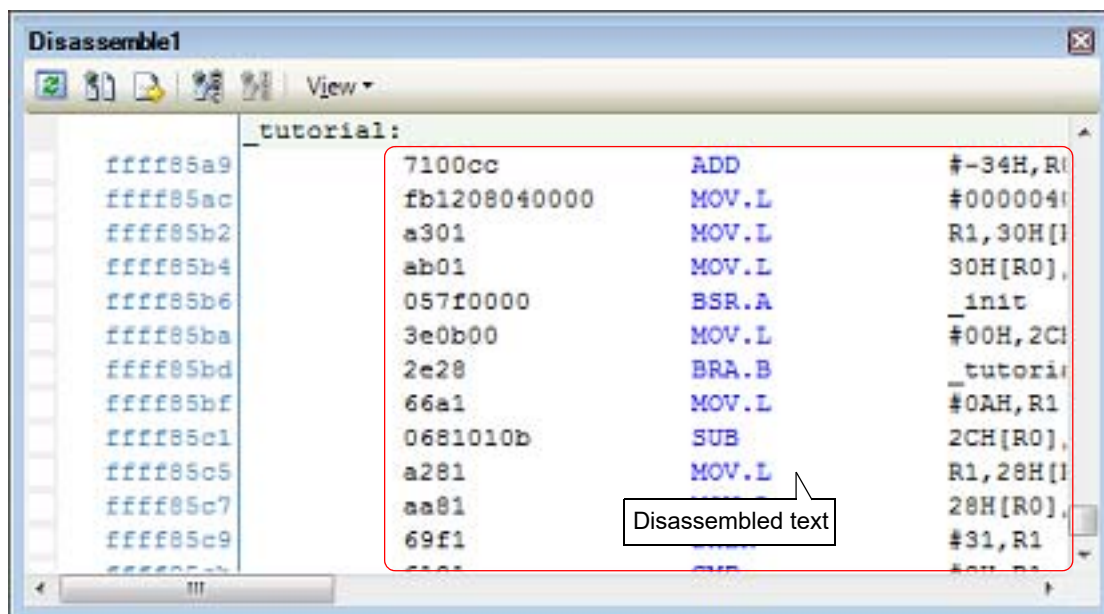 Disassemble1
View
_tutorial:
ffff85a9 7100cc ADD #-34H,R0
ffff85ac fb1208040000 MOV.L #0000040
ffff85b2 a301 MOV.L R1,30H[
ffff85b4 ab01 MOV.L 30H[R0],
ffff85b6 057f0000 BSR.A _init
ffff85ba 3e0b00 MOV.L #00H,2C
ffff85bd 2e28 BRA.B _tutori
ffff85bf 66a1 MOV.L #0AH,R1
ffff85c1 0681010b SUB 2CH[R0],
ffff85c5 a281 MOV.L R1,28H[
ffff85c7 aa81 28H[R0],
Disassembled text
ffff85c9 69f1 #31,R1